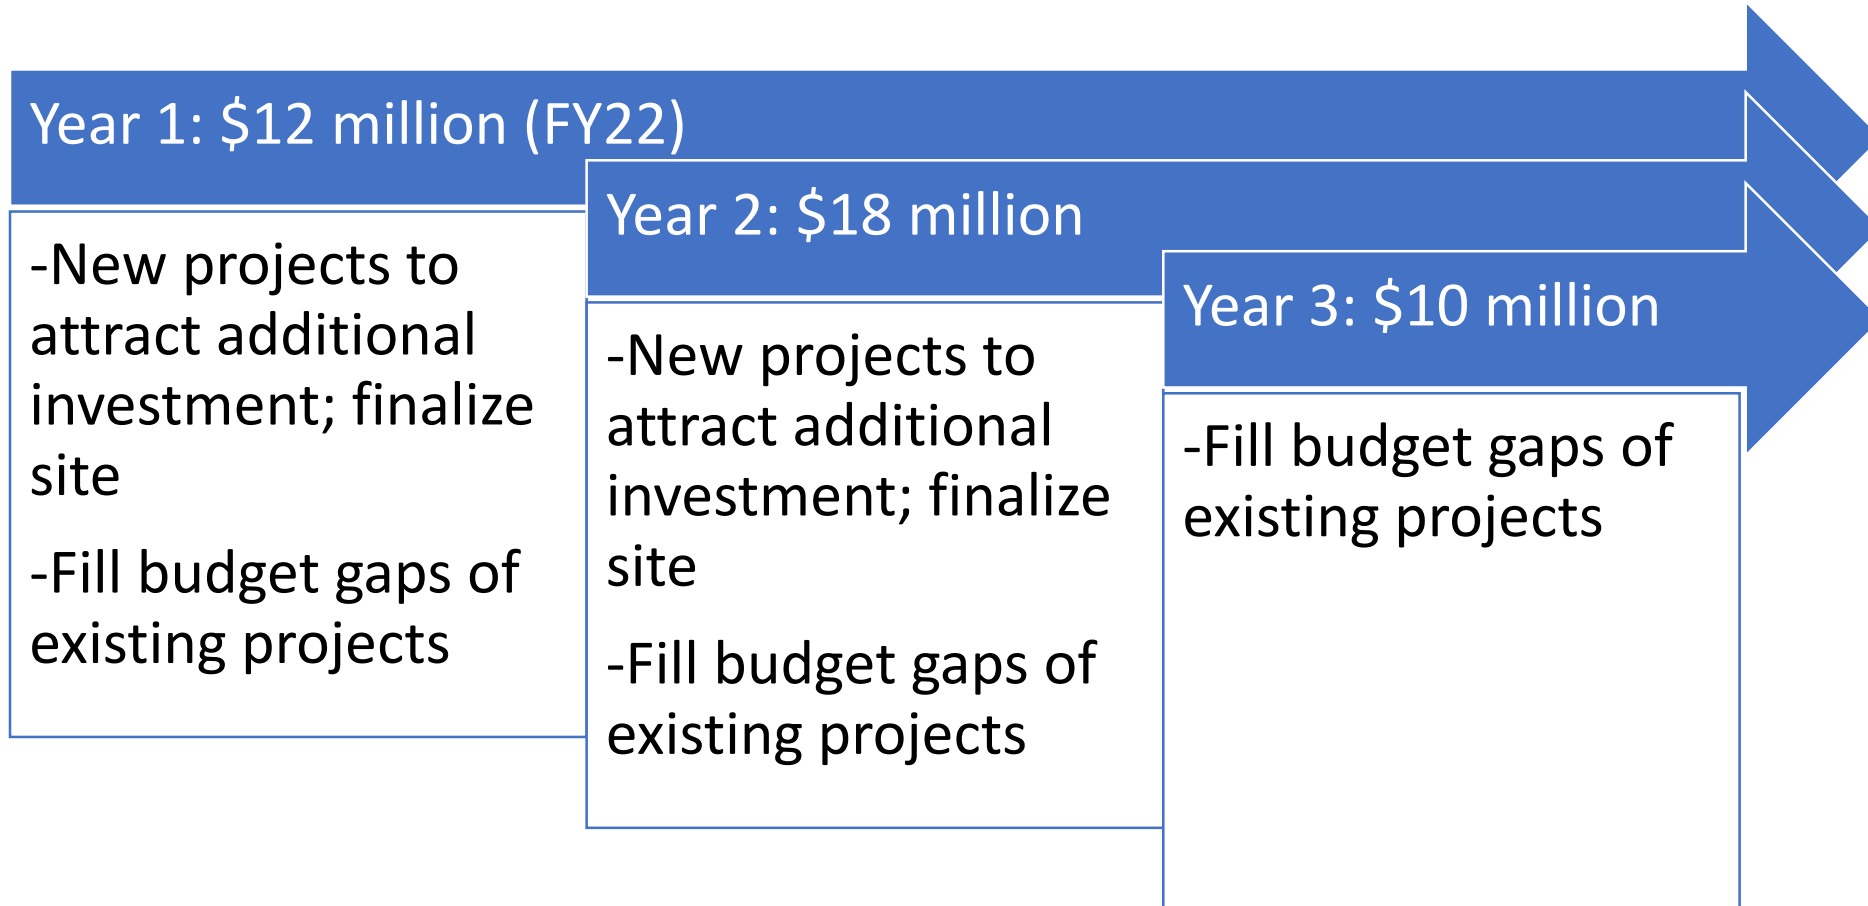 Year 1: $12 million (FY22)
-New projects to
attract additional
investment; finalize
site
-Fill budget gaps of
existing projects
Year 2: $18 million
-New projects to
attract additional
investment; finalize
site
-Fill budget gaps of
existing projects
Year 3: $10 million
-Fill budget gaps of
existing projects